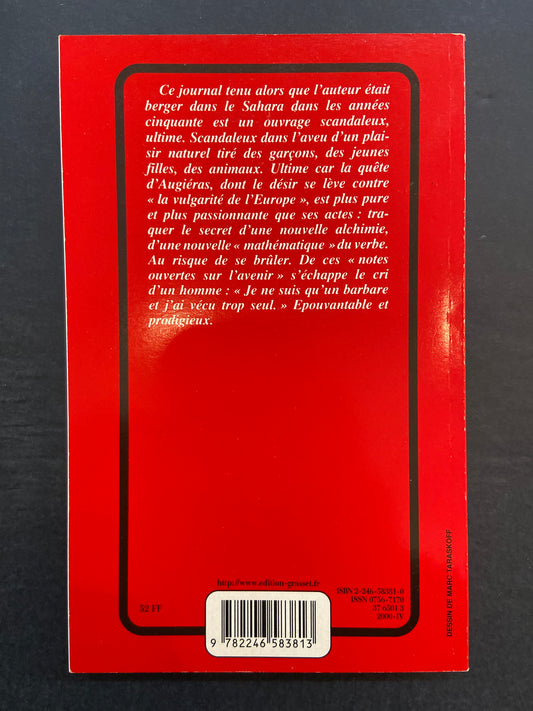 Ce journal tenu alors que l'auteur était
berger dans le Sahara dans les années
cinquante est un ouvrage scandaleux,
ultime. Scandaleux dans l'aveu d'un plai-
sir naturel tiré des garçons, des jeunes
filles, des animaux. Ultime car la quête
d'Augiéras, dont le désir se lève contre
« la vulgarité de l'Europe », est plus pure
et plus passionnante que ses actes : tra-
quer le secret d'une nouvelle alchimie,
d'une nouvelle « mathématique » du verbe.
Au risque de se brûler. De ces « notes
ouvertes sur l'avenir » s'échappe le cri
d'un homme : « Je ne suis qu'un barbare
et j'ai vécu trop seul. » Epouvantable et
prodigieux.
http://www.edition-grasset.fr
52 FF
ISBN 2-246-58381-0
ISSN 0756-7170
37 6501 3
2000-IV
9 782246 583813
DESSIN DE MARC TARASKOFF